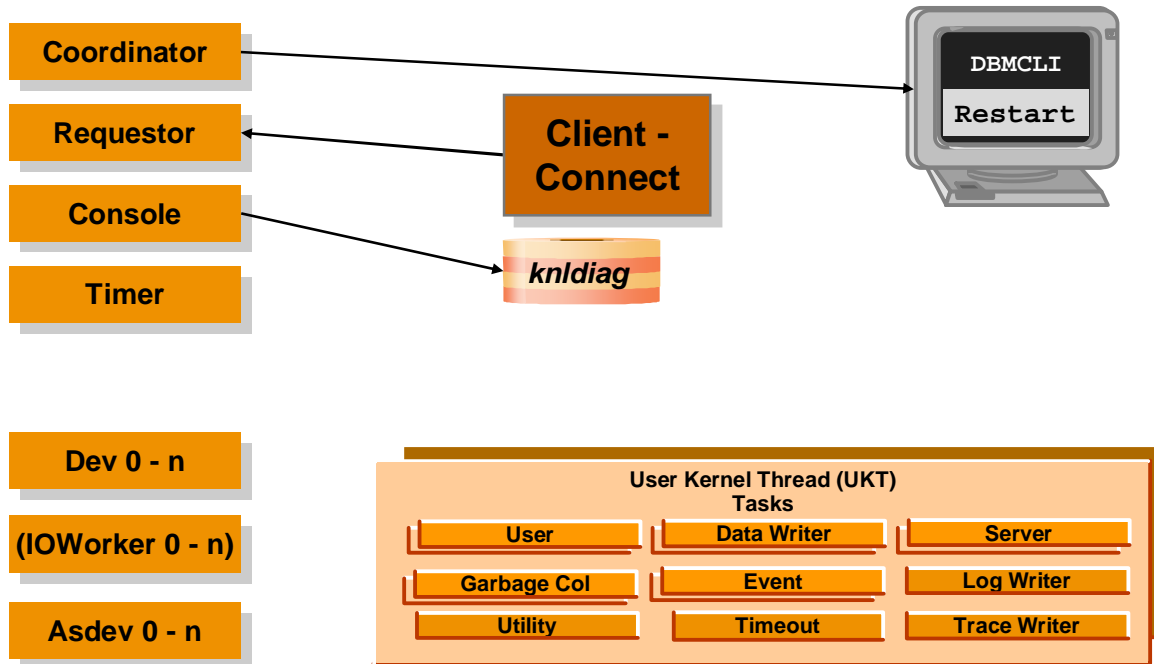 Coordinator
DBMCLI
Restart
Requestor
Client -
Connect
Console
knldiag
Timer
Dev 0 - n
User Kernel Thread (UKT)
Tasks
(IOWorker 0 - n)
User
Data Writer
Server
Garbage Col
Event
Log Writer
Asdev 0 - n
Utility
Timeout
Trace Writer